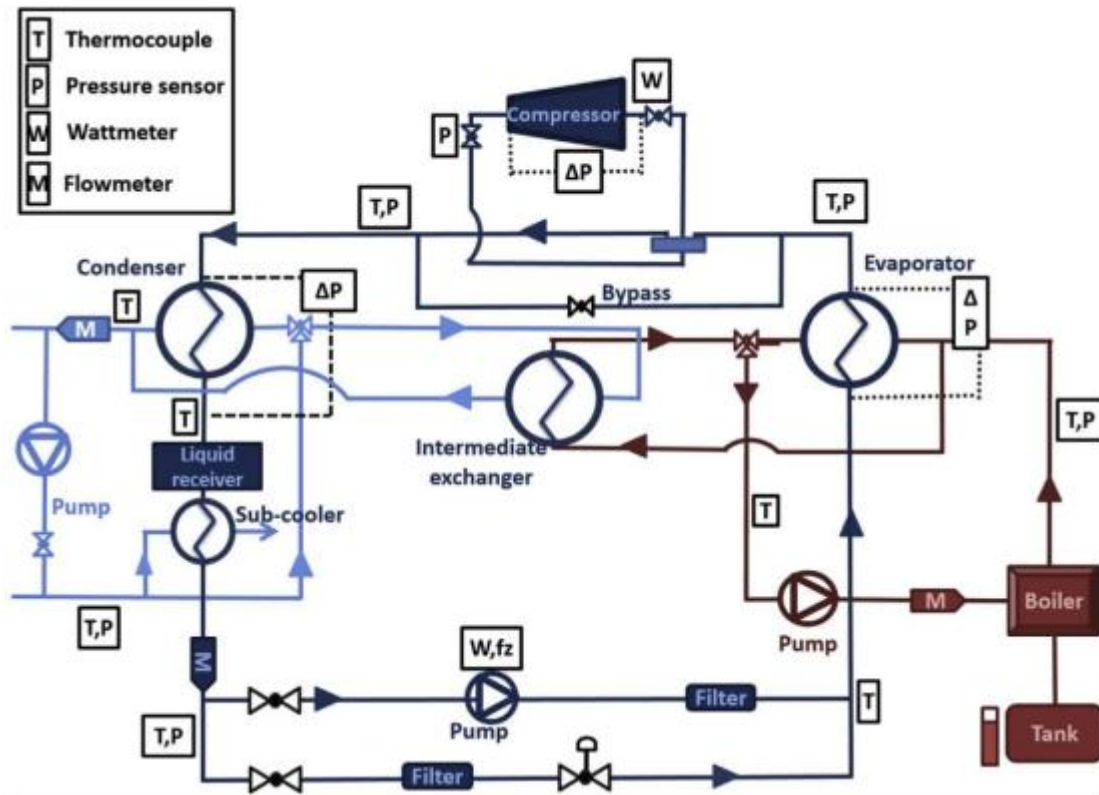 T Thermocouple
P Pressure sensor
W Wattmeter
M Flowmeter
W
Compressor
P
ΔP
T,P
T,P
Condenser
Evaporator
ΔP
Δ
P
Bypass
T
M
T
Intermediate
exchanger
T,P
Liquid
receiver
Pump
Sub-cooler
T
T,P
Pump
M
Boiler
M
W,fz
T,P
Pump
Filter
T
Tank
Filter